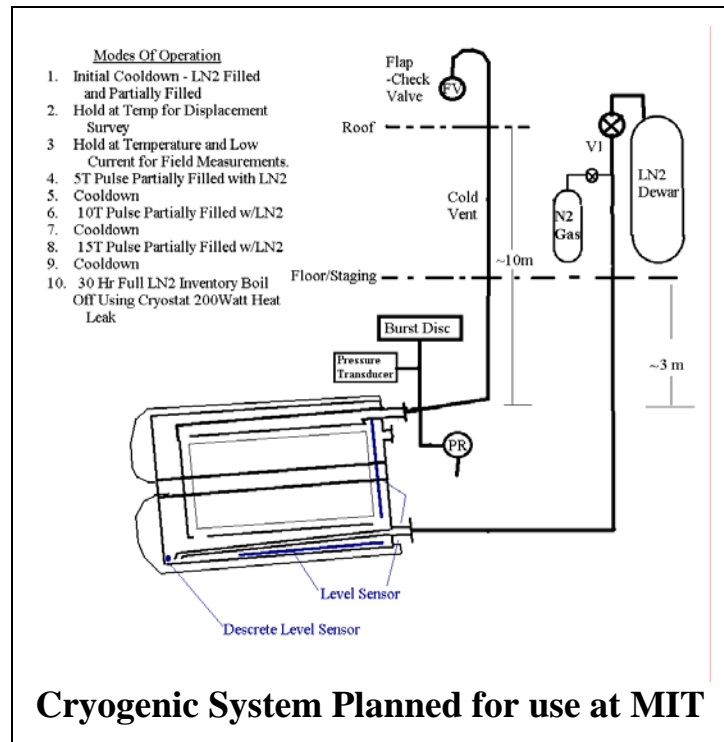 Modes Of Operation
1. Initial Cooldown - LN2 Filled
and Partially Filled
2. Hold at Temp for Displacement
Survey
3 Hold at Temperature and Low
Current for Field Measurements.
4. 5T Pulse Partially Filled with LN2
5. Cooldown
6. 10T Pulse Partially Filled w/LN2
7. Cooldown
8. 15T Pulse Partially Filled w/LN2
9. Cooldown
10. 30 Hr Full LN2 Inventory Boil
Off Using Cryostat 200Watt Heat
Leak
Flap
-Check
Valve
FV
Roof
Cold
Vent
~10m
Floor/Staging
V1
LN2
Dewar
N2
Gas
~3 m
Burst Disc
Pressure
Transducer
PR
Level Sensor
Descrete Level Sensor
Cryogenic System Planned for use at MIT